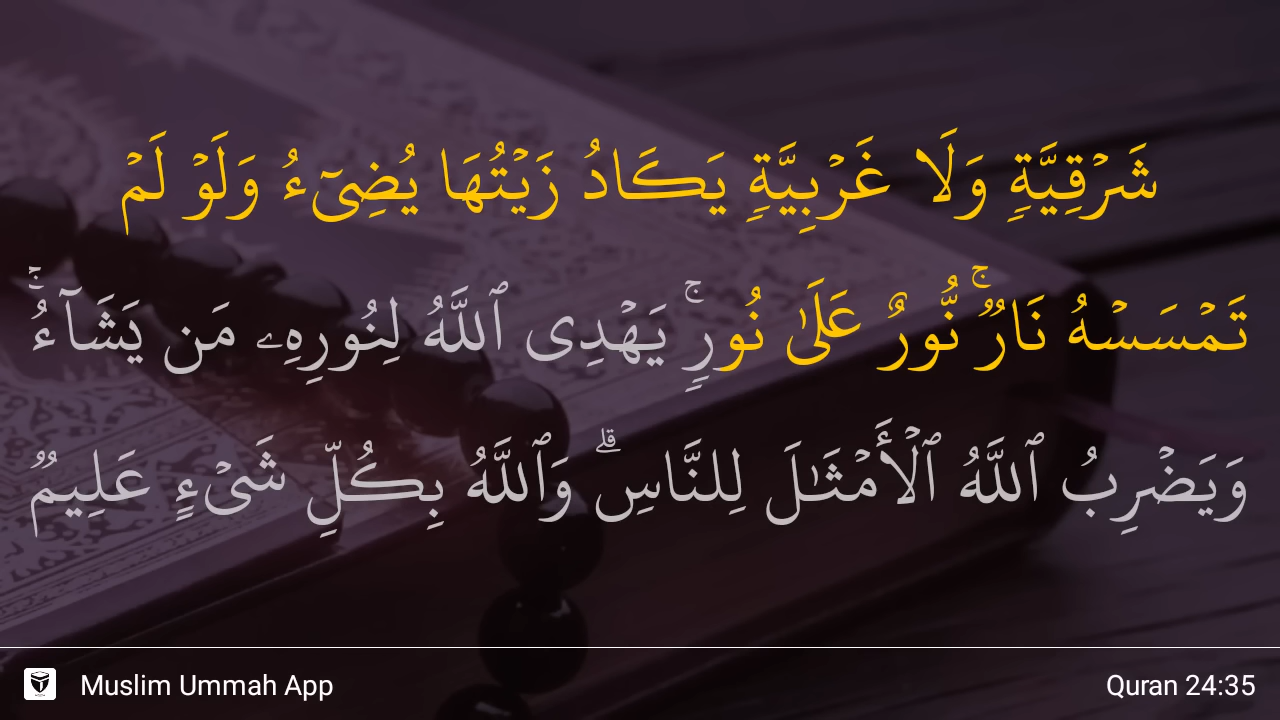 شَرْقِيَّةٍ وَلَا غَرْبِيَّةٍ يَكَادُ زَيْتُهَا يُضِىٓءُ وَلَوْ لَمْ
تَمْسَسْهُ نَارٌ ۚ نُّورٌ عَلَىٰ نُورٍ ۚ يَهْدِى ٱللَّهُ لِنُورِهِۦ مَن يَشَآءُ ۚ
وَيَضْرِبُ ٱللَّهُ ٱلْأَمْثَـٰلَ لِلنَّاسِ ۗ وَٱللَّهُ بِكُلِّ شَىْءٍ عَلِيمٌ
Muslim Ummah App
Quran 24:35